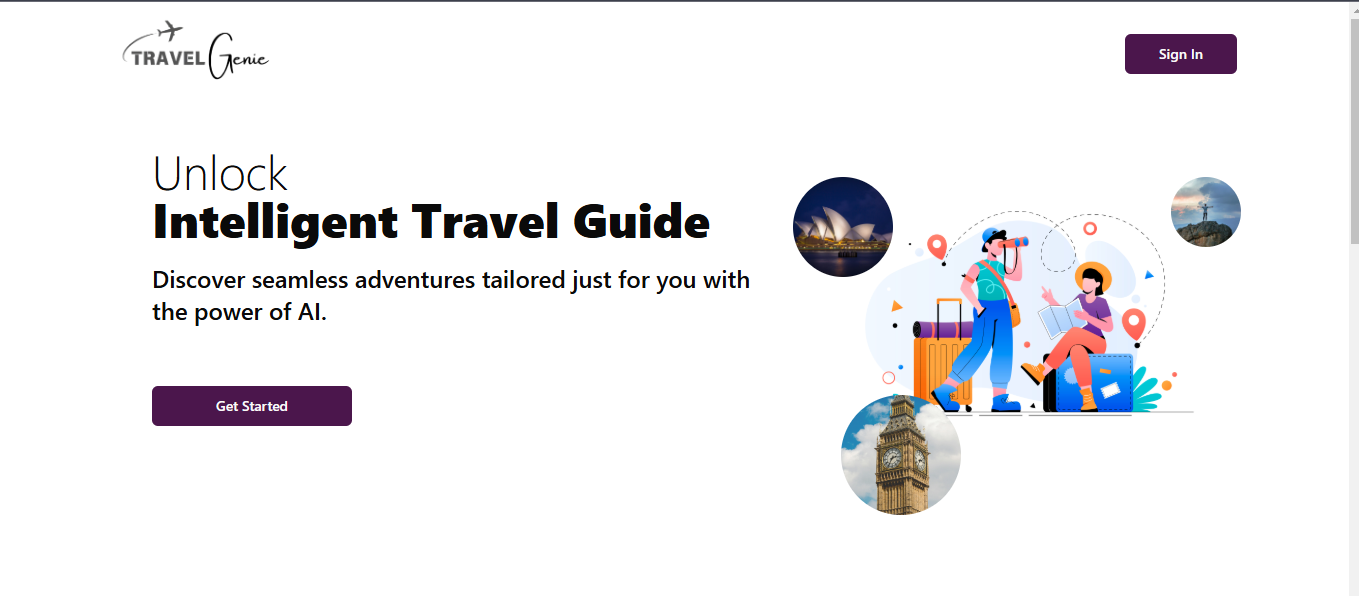 TRAVEL Genie
Sign In
Unlock
Intelligent Travel Guide
Discover seamless adventures tailored just for you with
the power of AI.
Get Started